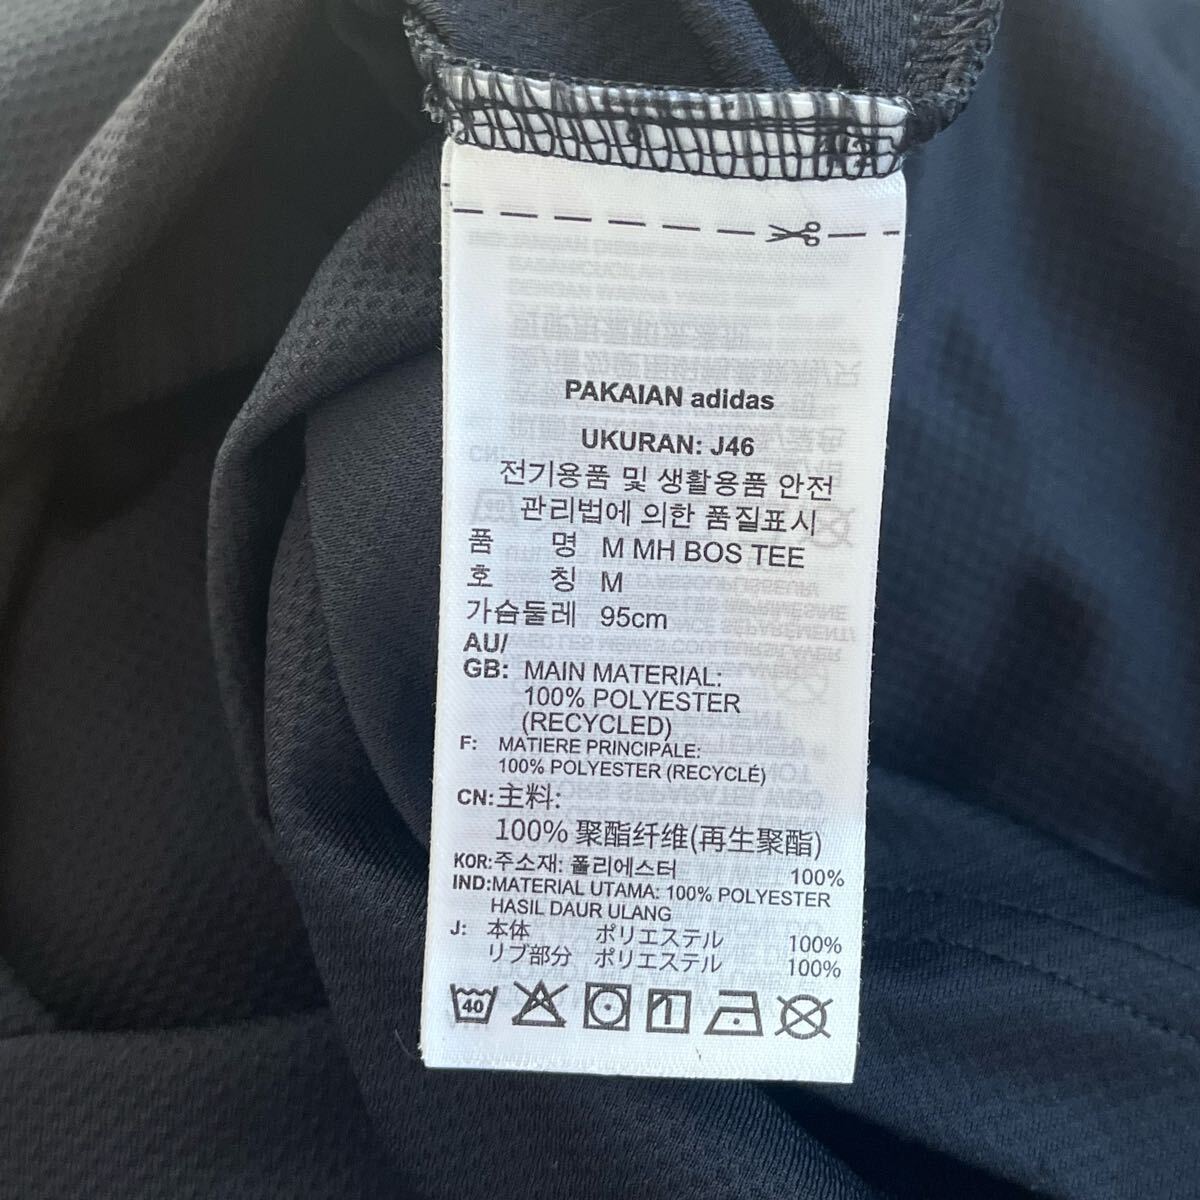 PAKAIAN adidas
UKURAN: J46
전기용품 및 생활용품 안전
관리법에 의한 품질표시
품 명 M MH BOS TEE
호 칭 M
가슴둘레 95cm
AU/
GB: MAIN MATERIAL:
100% POLYESTER
(RECYCLED)
F: MATIERE PRINCIPALE:
100% POLYESTER (RECYCLÉ)
CN:主料:
100% 聚酯纤维(再生聚酯)
KOR:주소재: 폴리에스터 100%
IND:MATERIAL UTAMA: 100% POLYESTER
HASIL DAUR ULANG
J: 本体 ポリエステル 100%
リブ部分 ポリエステル 100%
40